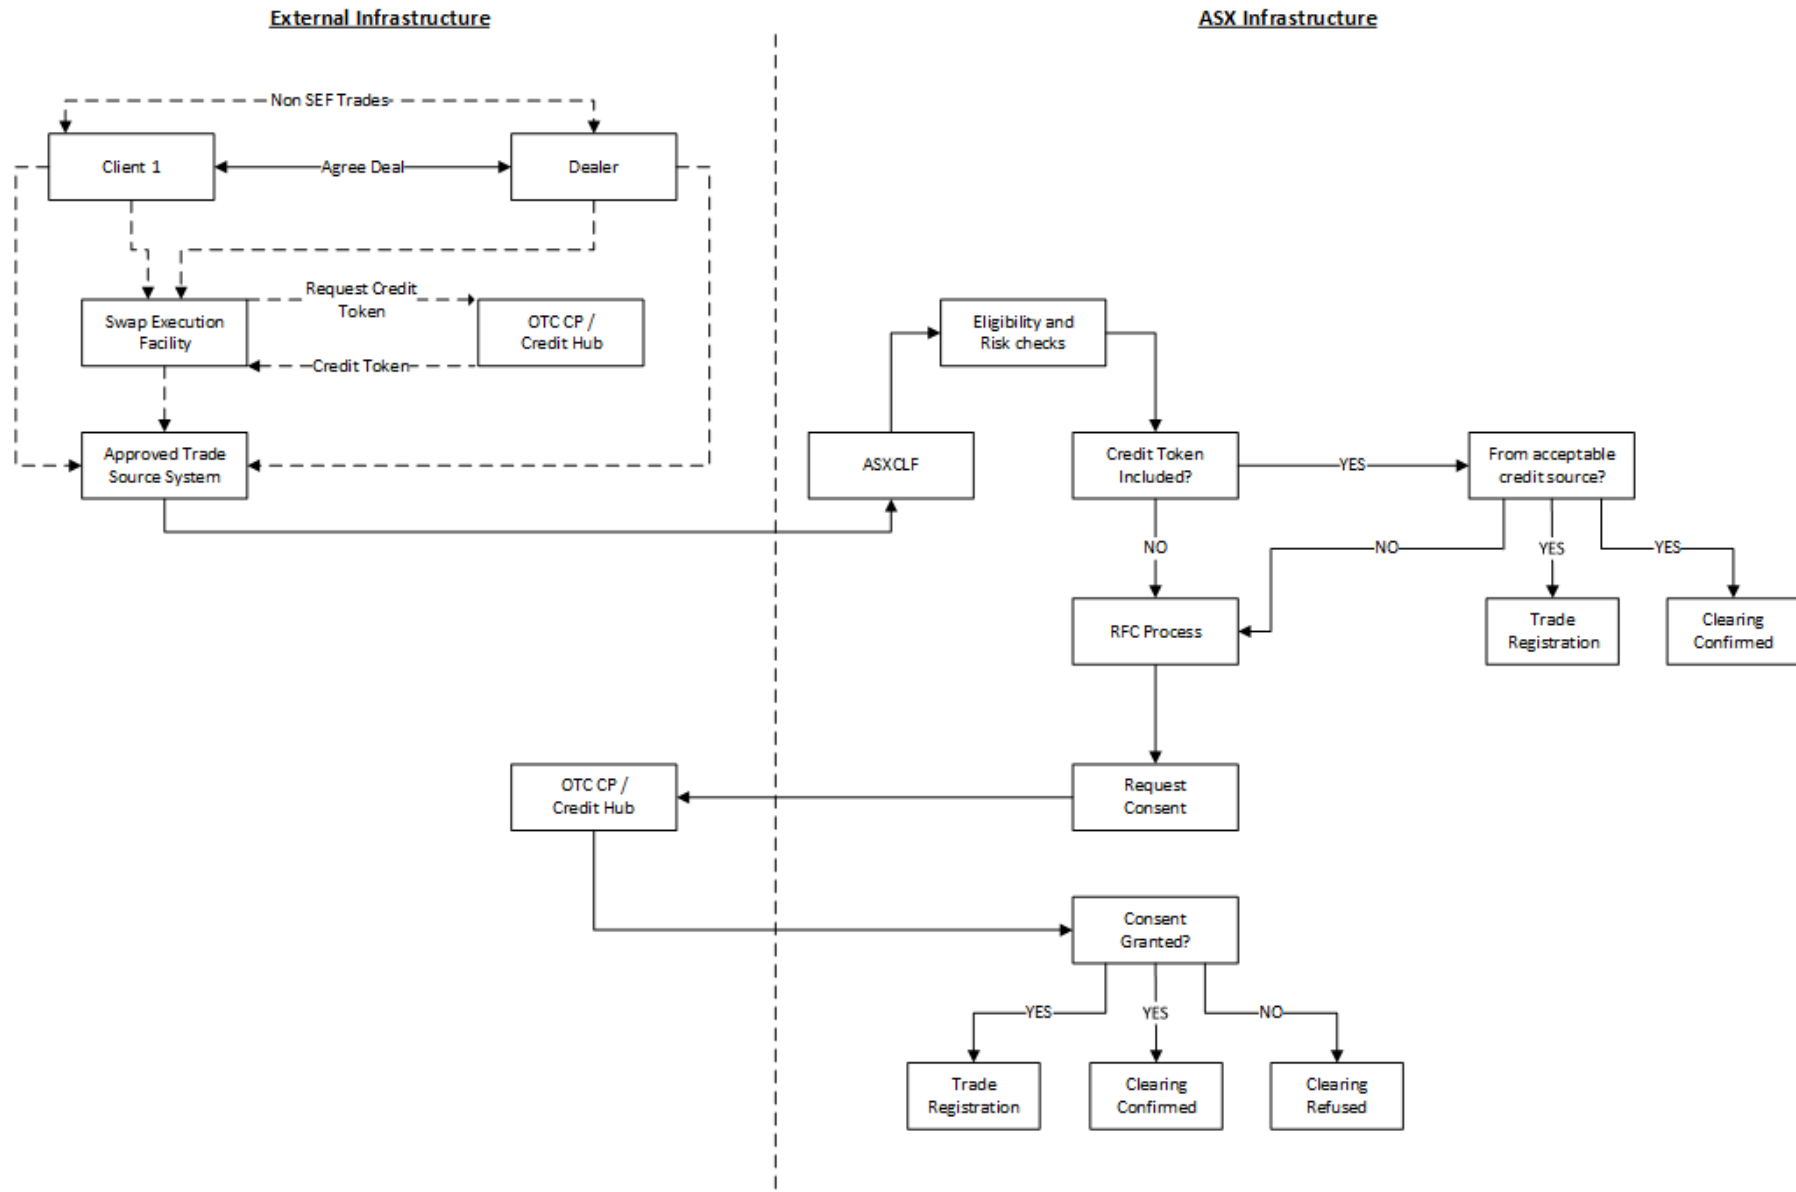 External Infrastructure
ASX Infrastructure
Non SEF Trades
Client 1
Agree Deal
Dealer
Request Credit
Token
Swap Execution
Facility
OTC CP /
Credit Hub
Credit Token
Eligibility and
Risk checks
Approved Trade
Source System
ASXCLF
Credit Token
Included?
YES
From acceptable
credit source?
NO
NO
YES
YES
RFC Process
Trade
Registration
Clearing
Confirmed
OTC CP /
Credit Hub
Request
Consent
Consent
Granted?
YES
YES
NO
Trade
Registration
Clearing
Confirmed
Clearing
Refused